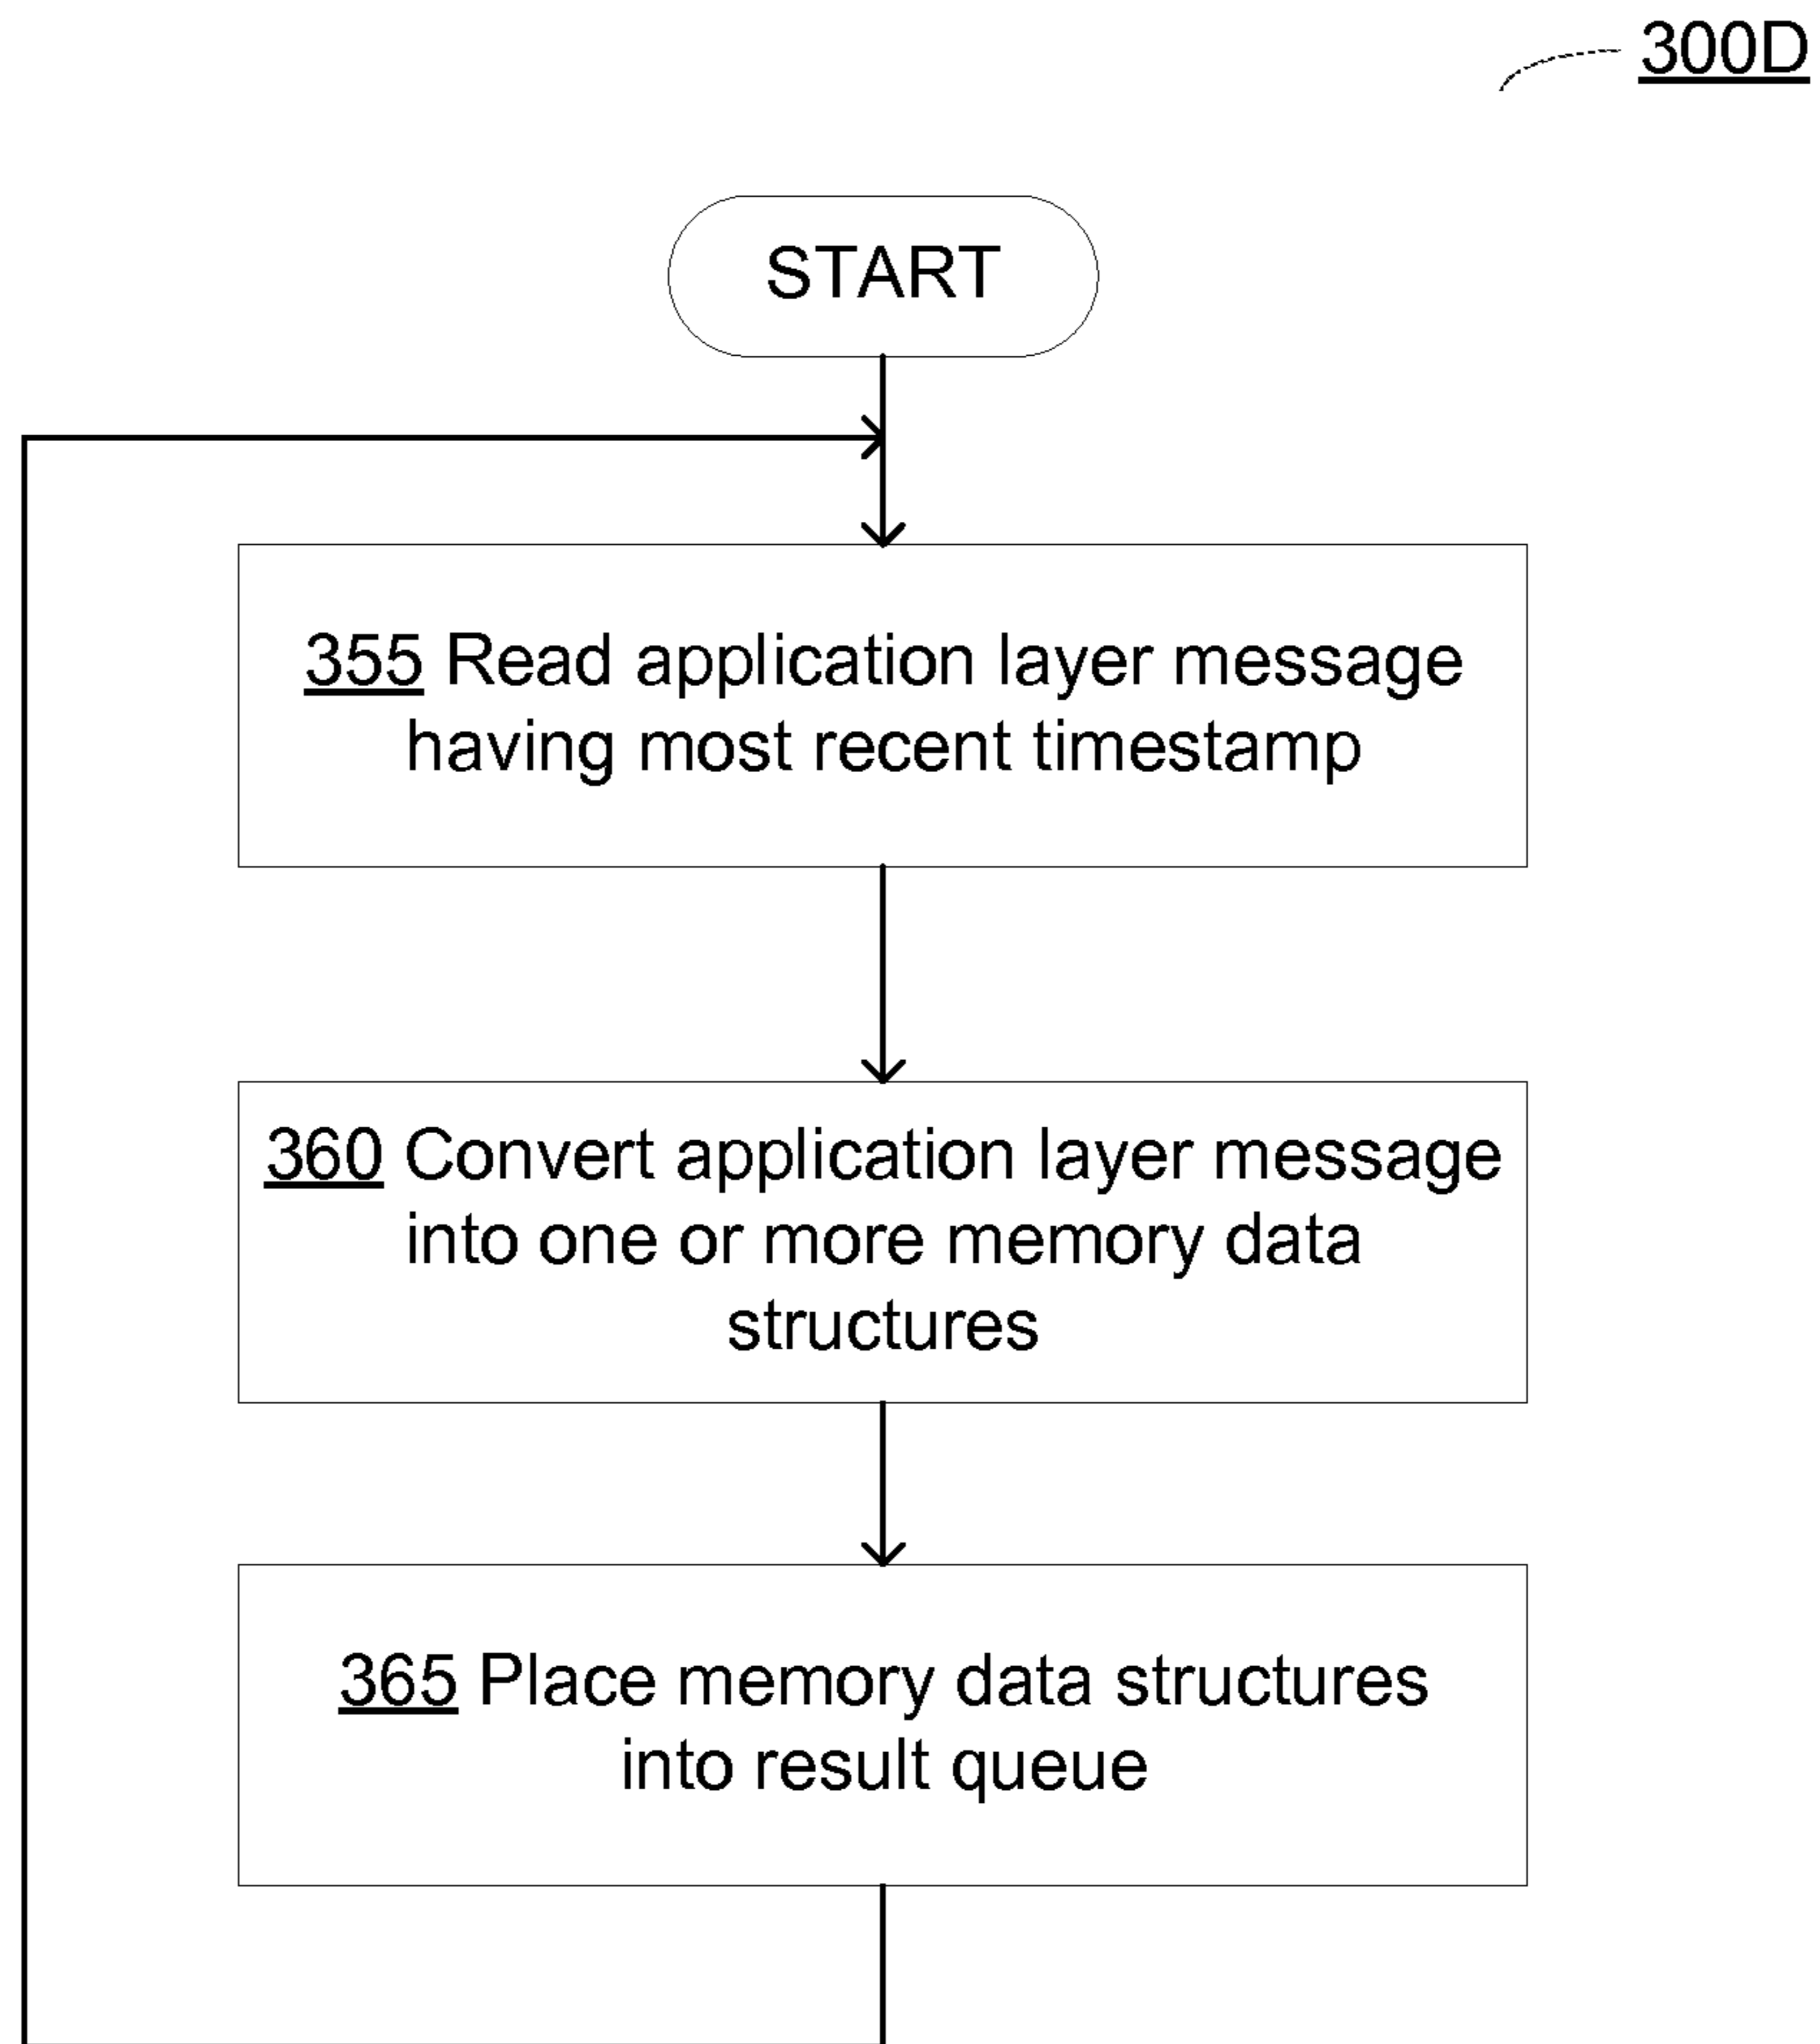 300D
START
355 Read application layer message
having most recent timestamp
360 Convert application layer message
into one or more memory data
structures
365 Place memory data structures
into result queue